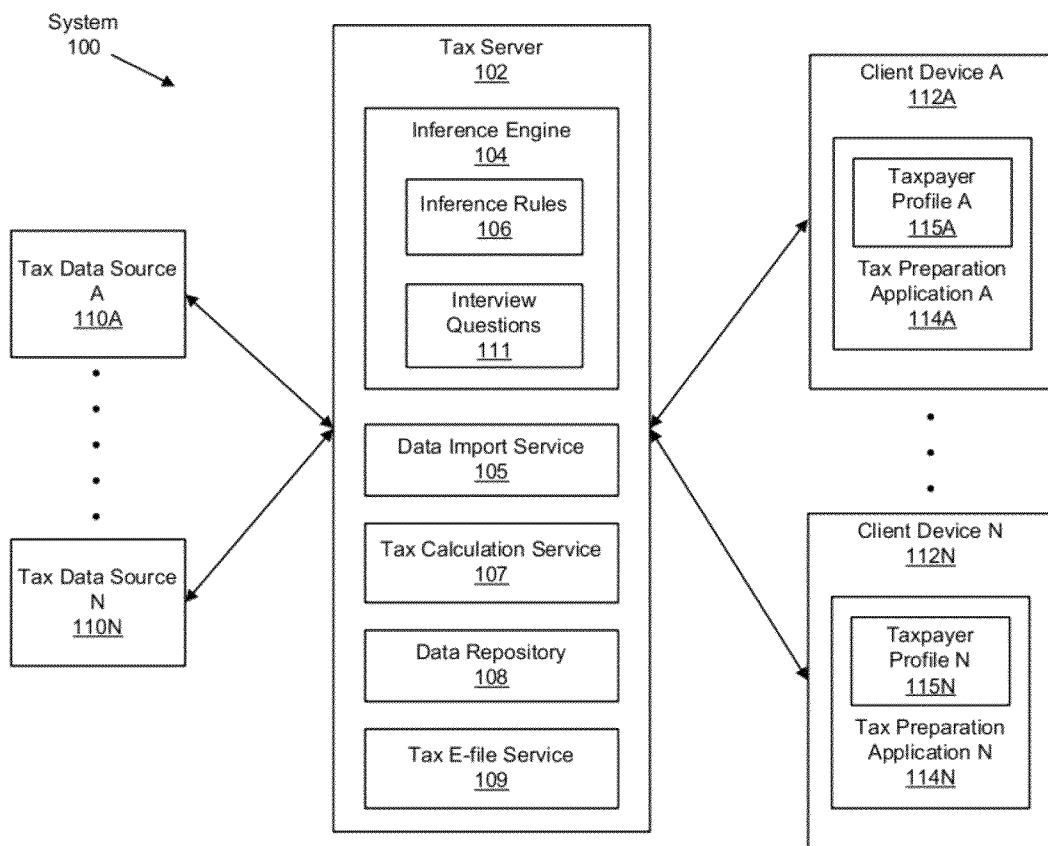 System
100
Tax Data Source
A
110A
Tax Data Source
N
110N
Tax Server
102
Inference Engine
104
Inference Rules
106
Interview
Questions
111
Data Import Service
105
Tax Calculation Service
107
Data Repository
108
Tax E-file Service
109
Client Device A
112A
Taxpayer
Profile A
115A
Tax Preparation
Application A
114A
Client Device N
112N
Taxpayer
Profile N
115N
Tax Preparation
Application N
114N